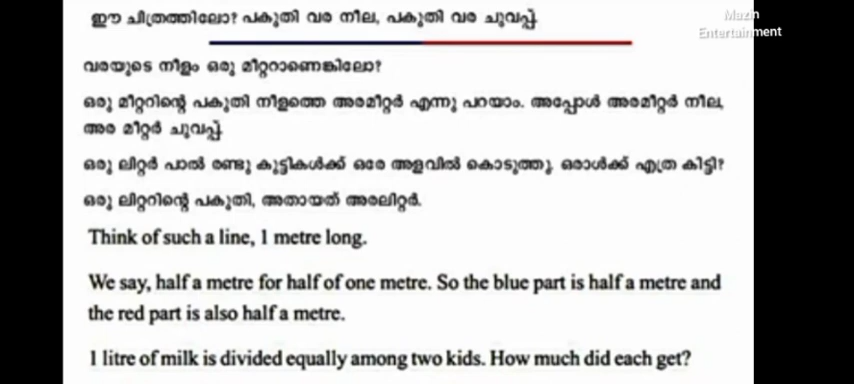 ഈ ചിത്രത്തിലോ? പകുതി വര നീല, പകുതി വര ചുവപ്പ്.
Mazin
Entertainment
വരയുടെ നീളം ഒരു മീറ്ററാണെങ്കിലോ?
ഒരു മീറ്ററിന്റെ പകുതി നീളത്തെ അരമീറ്റർ എന്നു പറയാം. അപ്പോൾ അരമീറ്റർ നീല,
അര മീറ്റർ ചുവപ്പ്.
ഒരു ലിറ്റർ പാൽ രണ്ടു കുട്ടികൾക്ക് ഒരേ അളവിൽ കൊടുത്തു. ഒരാൾക്ക് എത്ര കിട്ടി?
ഒരു ലിറ്ററിന്റെ പകുതി, അതായത് അരലിറ്റർ.
Think of such a line, 1 metre long.
We say, half a metre for half of one metre. So the blue part is half a metre and
the red part is also half a metre.
1 litre of milk is divided equally among two kids. How much did each get?